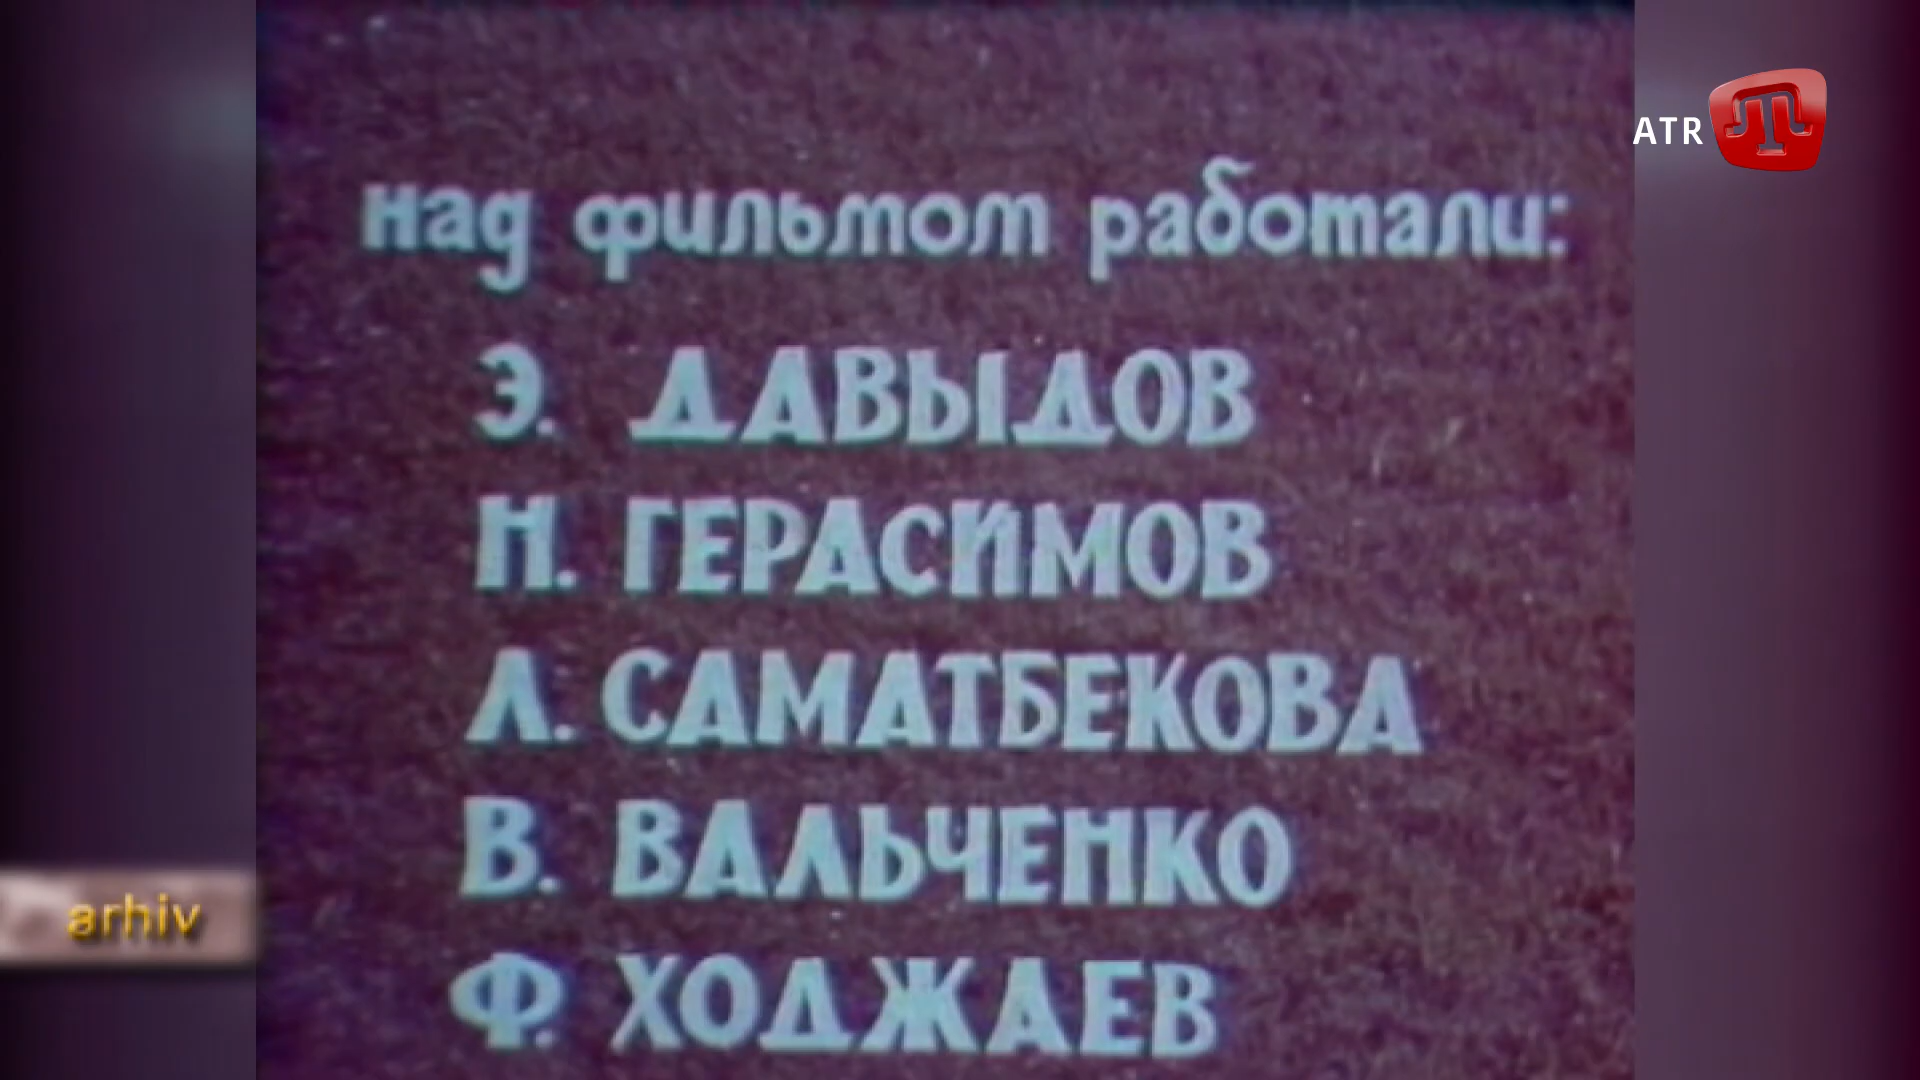 ATR
над фильмом работали:
Э. ДАВЫДОВ
Н. ГЕРАСИМОВ
Л. САМАТБЕКОВА
В. ВАЛЬЧЕНКО
Ф. ХОДЖАЕВ
arhiv